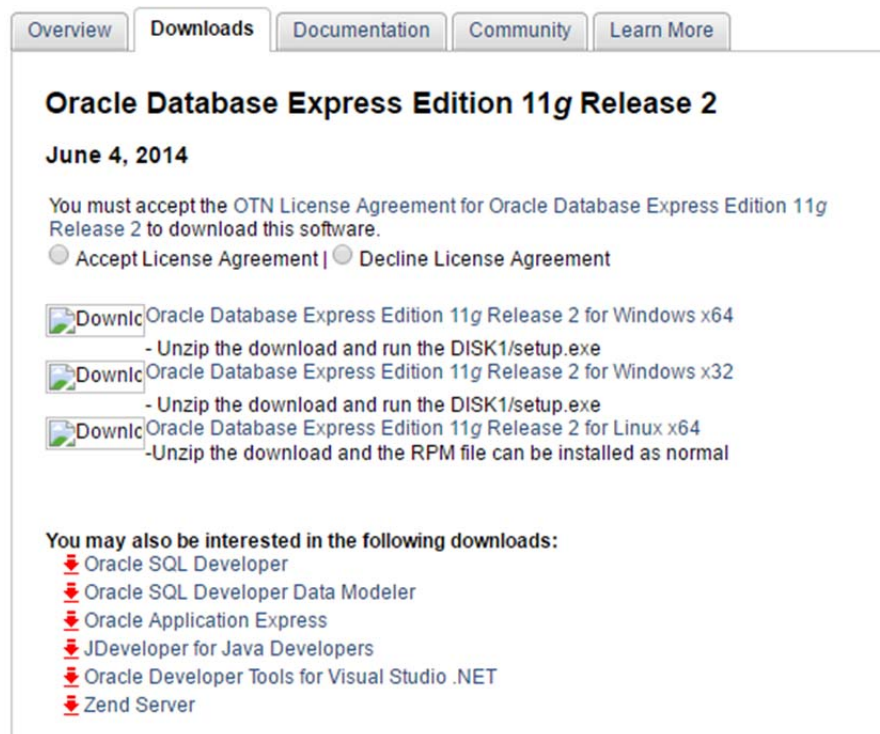 Overview Downloads Documentation Community Learn More
Oracle Database Express Edition 11g Release 2
June 4, 2014
You must accept the OTN License Agreement for Oracle Database Express Edition 11g
Release 2 to download this software.
Accept License Agreement | Decline License Agreement
Downlc Oracle Database Express Edition 11g Release 2 for Windows x64
- Unzip the download and run the DISK1/setup.exe
Downlc Oracle Database Express Edition 11g Release 2 for Windows x32
- Unzip the download and run the DISK1/setup.exe
Downlc Oracle Database Express Edition 11g Release 2 for Linux x64
-Unzip the download and the RPM file can be installed as normal
You may also be interested in the following downloads:
Oracle SQL Developer
Oracle SQL Developer Data Modeler
Oracle Application Express
JDeveloper for Java Developers
Oracle Developer Tools for Visual Studio .NET
Zend Server